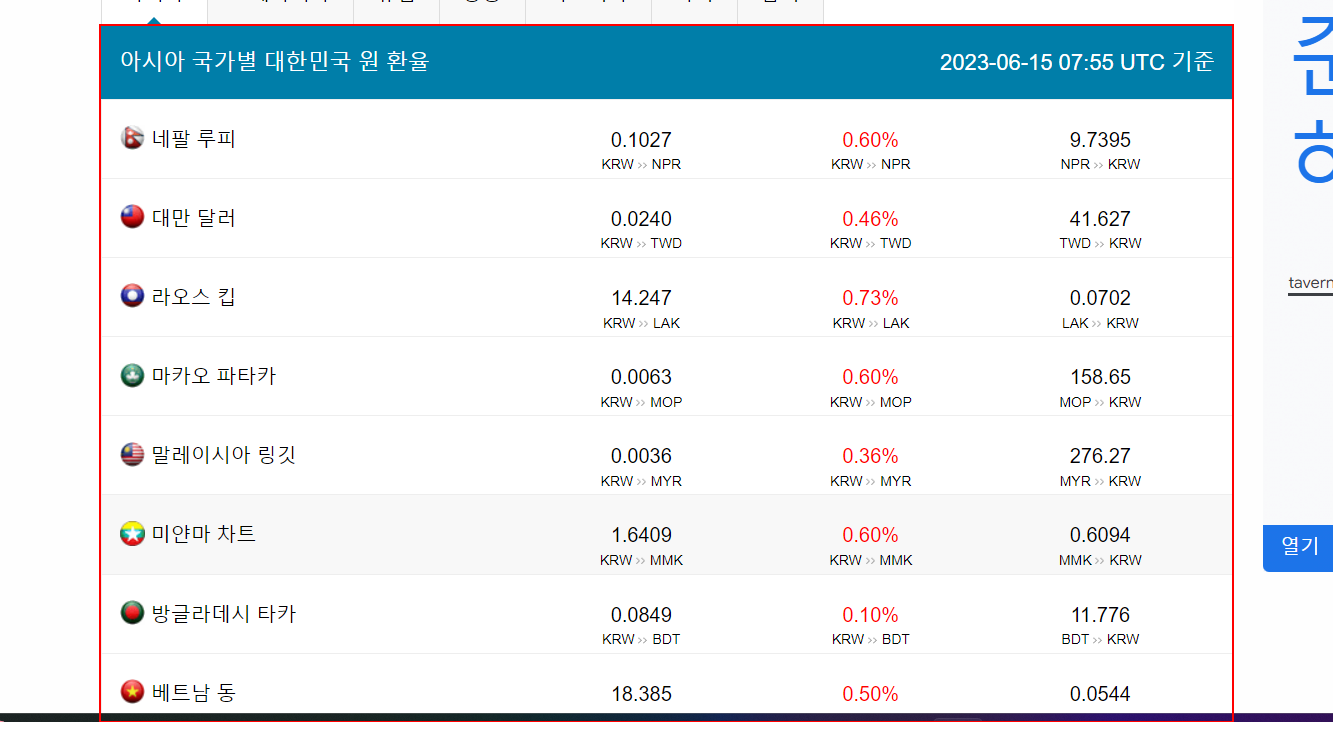 아시아 국가별 대한민국 원 환율 2023-06-15 07:55 UTC 기준
네팔 루피 0.1027 0.60% 9.7395
KRW ›› NPR KRW ›› NPR NPR ›› KRW
대만 달러 0.0240 0.46% 41.627
KRW ›› TWD KRW ›› TWD TWD ›› KRW
라오스 킵 14.247 0.73% 0.0702
KRW ›› LAK KRW ›› LAK LAK ›› KRW
마카오 파타카 0.0063 0.60% 158.65
KRW ›› MOP KRW ›› MOP MOP ›› KRW
말레이시아 링깃 0.0036 0.36% 276.27
KRW ›› MYR KRW ›› MYR MYR ›› KRW
미얀마 차트 1.6409 0.60% 0.6094
KRW ›› MMK KRW ›› MMK MMK ›› KRW
방글라데시 타카 0.0849 0.10% 11.776
KRW ›› BDT KRW ›› BDT BDT ›› KRW
베트남 동 18.385 0.50% 0.0544
준
tavern
열기